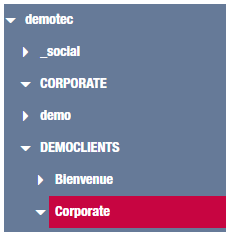 demotec
_social
CORPORATE
demo
DEMOCLIENTS
Bienvenue
Corporate